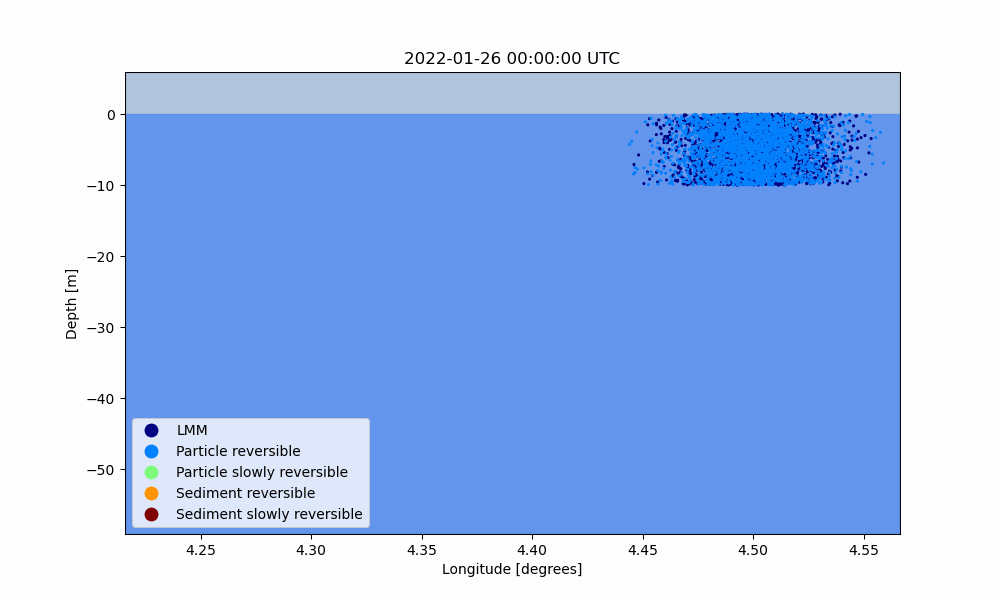 2022-01-26 00:00:00 UTC
0
−10
−20
−30
−40
−50
Depth [m]
LMM
Particle reversible
Particle slowly reversible
Sediment reversible
Sediment slowly reversible
4.25 4.30 4.35 4.40 4.45 4.50 4.55
Longitude [degrees]